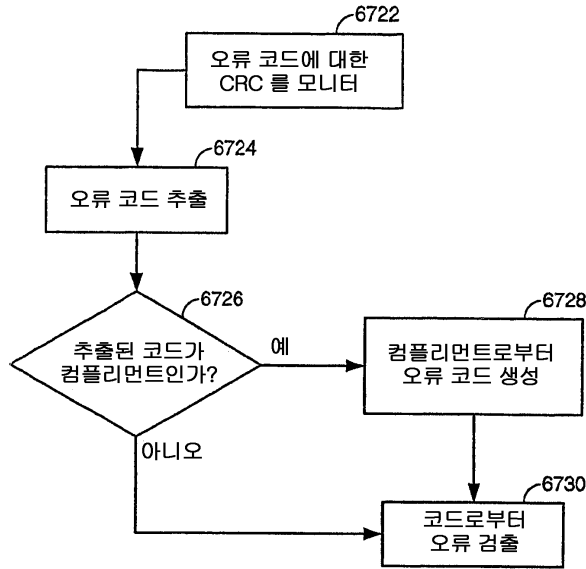 6722
오류 코드에 대한
CRC 를 모니터
6724
오류 코드 추출
6726
추출된 코드가
컴플리먼트인가?
예
6728
컴플리먼트로부터
오류 코드 생성
아니오
6730
코드로부터
오류 검출